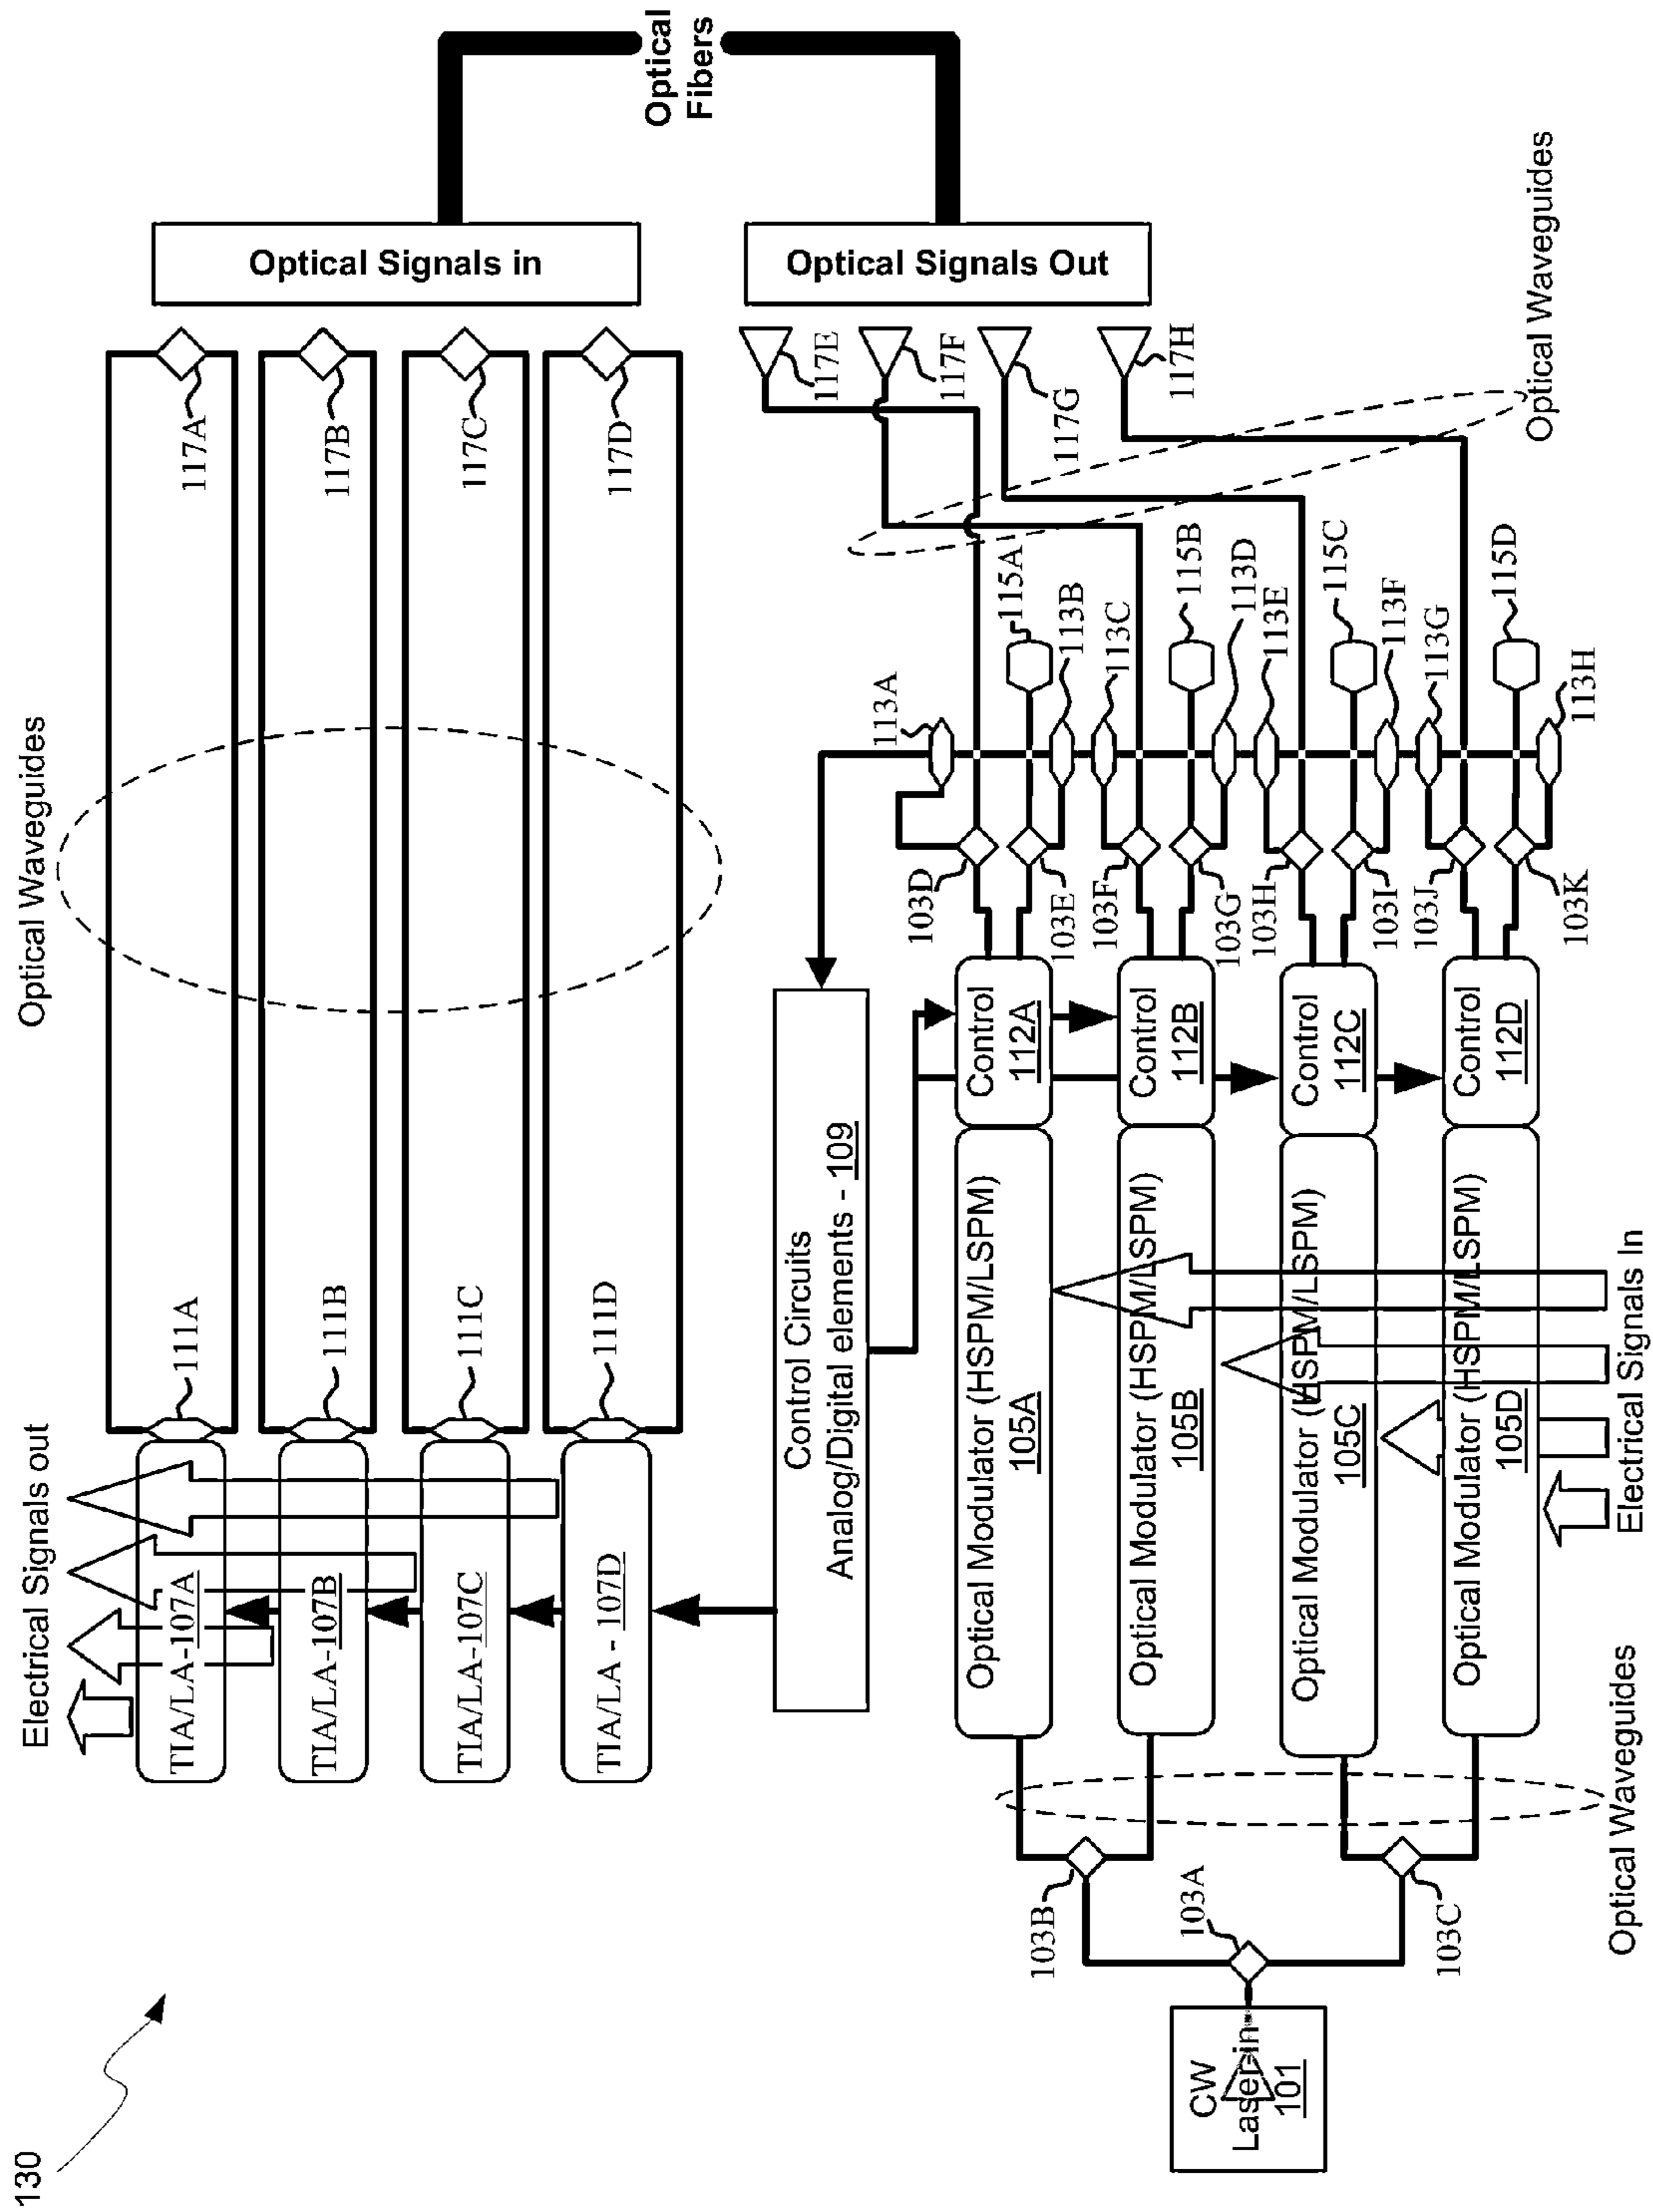 130
Electrical Signals out
Optical Waveguides
TIA/LA-107A
111A
117A
TIA/LA-107B
111B
117B
TIA/LA-107C
111C
117C
TIA/LA - 107D
111D
117D
Optical Signals in
Optical
Fibers
Optical Signals Out
Control Circuits
Analog/Digital elements - 109
117E
117F
117G
117H
Optical Waveguides
CW
Laser in
101
103A
103B
103C
Optical Waveguides
Optical Modulator (HSPM/LSPM)
105A
Control
112A
103D
103E
113A
115A
113B
Optical Modulator (HSPM/LSPM)
105B
Control
112B
103F
103G
113C
115B
113D
Optical Modulator (HSPM/LSPM)
105C
Control
112C
103H
103I
113E
115C
113F
Optical Modulator (HSPM/LSPM)
105D
Control
112D
103J
103K
113G
115D
113H
Electrical Signals In